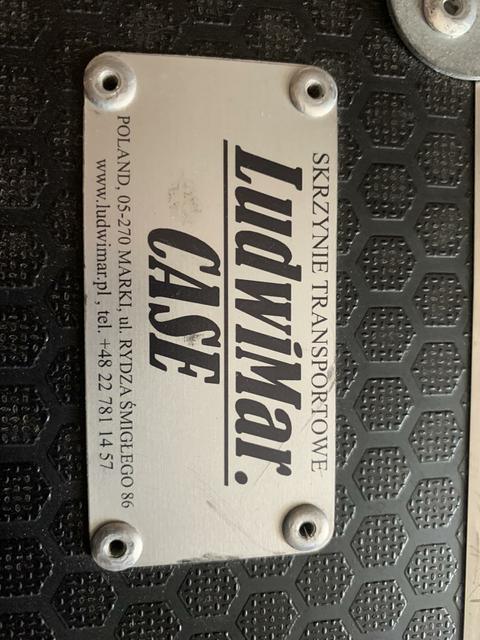 SKRZYNIE TRANSPORTOWE
LudwiMar.
CASE
POLAND, 05-270 MARKI, ul. RYDZA ŚMIGŁEGO 86
www.ludwimar.pl , tel. +48 22 781 14 57